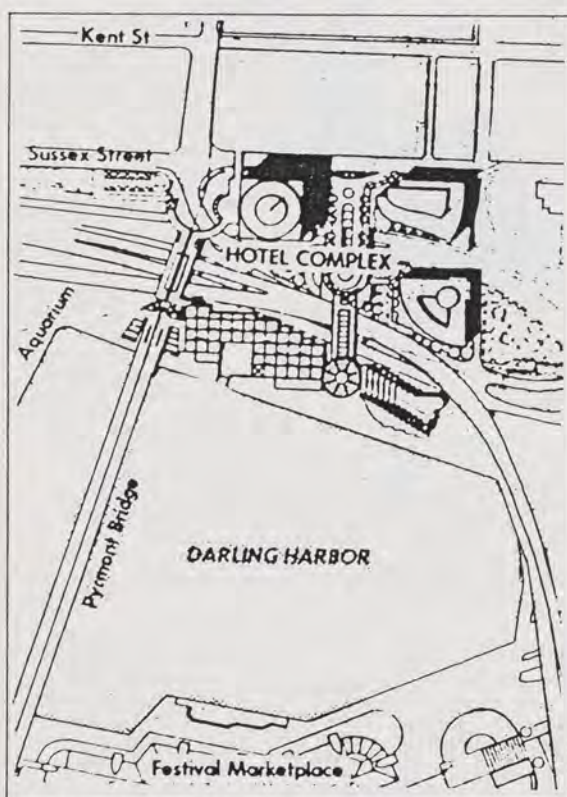 Kent St
Sussex Street
HOTEL COMPLEX
Aquarium
Pyrmont Bridge
DARLING HARBOR
Festival Marketplace